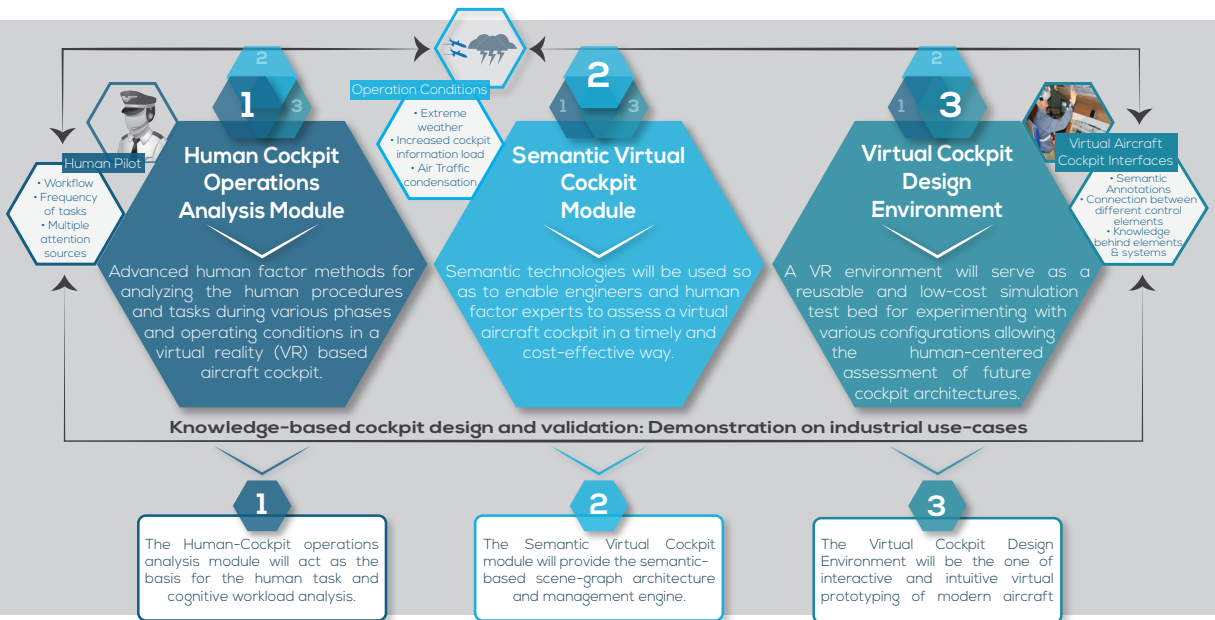 2
1
3
Human Cockpit
Operations
Analysis Module
Advanced human factor methods for
analyzing the human procedures
and tasks during various phases
and operating conditions in a
virtual reality (VR) based
aircraft cockpit.
Human Pilot
• Workflow
• Frequency
of tasks
• Multiple
attention
sources
Operation Conditions
• Extreme
weather
• Increased cockpit
information load
• Air Traffic
condensation
2
1
3
Semantic Virtual
Cockpit
Module
Semantic technologies will be used so
as to enable engineers and human
factor experts to assess a virtual
aircraft cockpit in a timely and
cost-effective way.
2
1
3
Virtual Cockpit
Design
Environment
A VR environment will serve as a
reusable and low-cost simulation
test bed for experimenting with
various configurations allowing
the human-centered
assessment of future
cockpit architectures.
Virtual Aircraft
Cockpit Interfaces
• Semantic
Annotations
• Connection between
different control
elements
• Knowledge
behind elements
& systems
Knowledge-based cockpit design and validation: Demonstration on industrial use-cases
1
The Human-Cockpit operations
analysis module will act as the
basis for the human task and
cognitive workload analysis.
2
The Semantic Virtual Cockpit
module will provide the semantic-
based scene-graph architecture
and management engine.
3
The Virtual Cockpit Design
Environment will be the one of
interactive and intuitive virtual
prototyping of modern aircraft